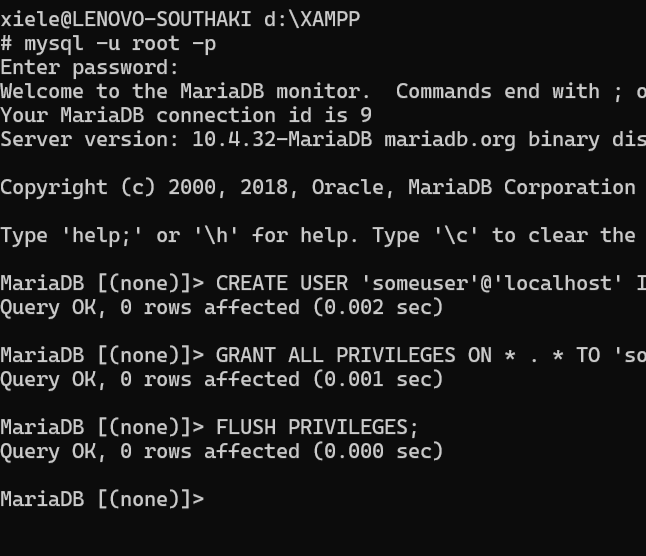 xiele@LENOVO-SOUTHAKI d:\XAMPP
# mysql -u root -p
Enter password:
Welcome to the MariaDB monitor.  Commands end with ; o
Your MariaDB connection id is 9
Server version: 10.4.32-MariaDB mariadb.org binary dis
Copyright (c) 2000, 2018, Oracle, MariaDB Corporation
Type 'help;' or '\h' for help. Type '\c' to clear the
MariaDB [(none)]> CREATE USER 'someuser'@'localhost' I
Query OK, 0 rows affected (0.002 sec)
MariaDB [(none)]> GRANT ALL PRIVILEGES ON * . * TO 'so
Query OK, 0 rows affected (0.001 sec)
MariaDB [(none)]> FLUSH PRIVILEGES;
Query OK, 0 rows affected (0.000 sec)
MariaDB [(none)]>